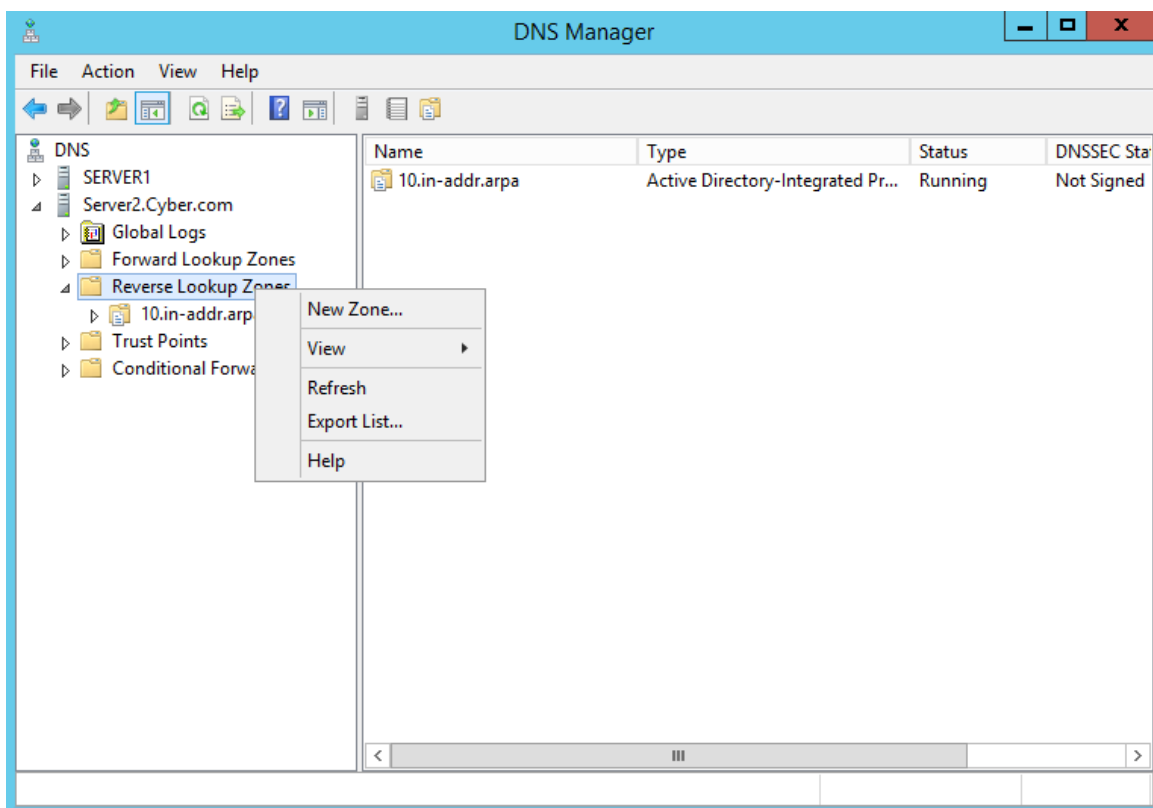 DNS Manager
File Action View Help
DNS
SERVER1
Server2.Cyber.com
Global Logs
Forward Lookup Zones
Reverse Lookup Zones
10.in-addr.arp
Trust Points
Conditional Forwa
New Zone...
View
Refresh
Export List...
Help
Name Type Status DNSSEC Sta
10.in-addr.arpa Active Directory-Integrated Pr... Running Not Signed